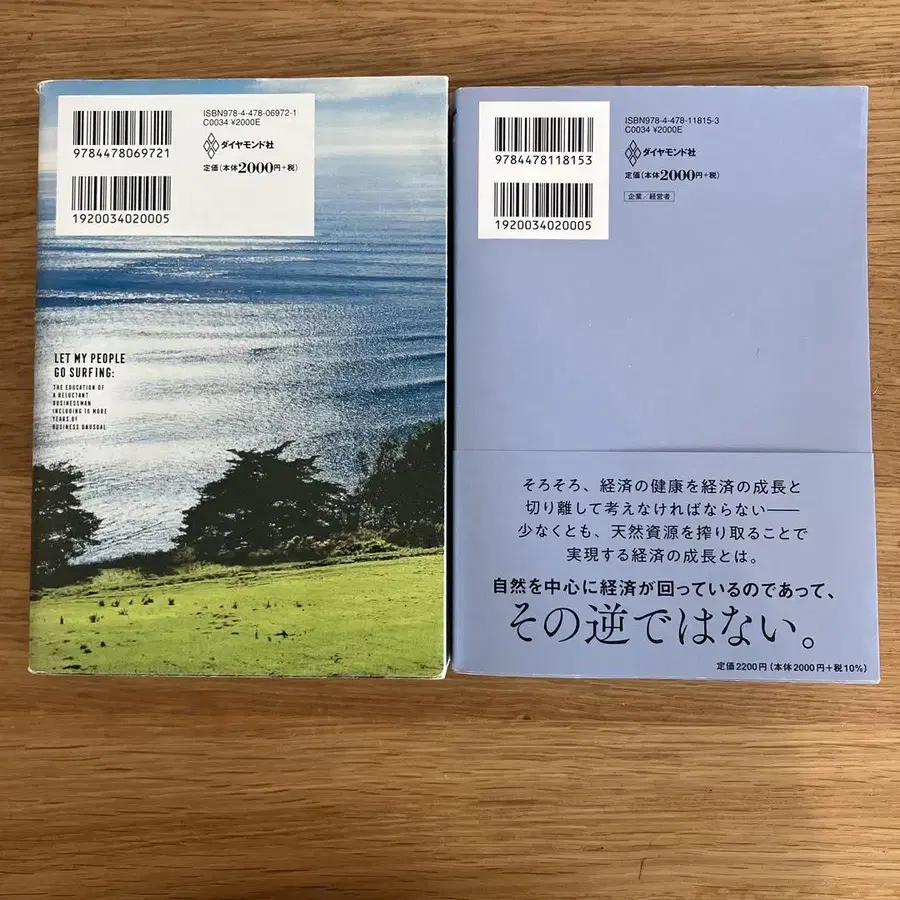 ISBN978-4-478-06972-1
C0034 ¥2000E
ダイヤモンド社
定価(本体2000円+税)
9784478069721
1920034020005
LET MY PEOPLE
GO SURFING:
THE EDUCATION OF
A RELUCTANT
BUSINESSMAN
INCLUDING 10 MORE
YEARS OF
BUSINESS UNUSUAL
ISBN978-4-478-11815-3
C0034 ¥2000E
ダイヤモンド社
定価(本体2000円+税)
企業/経営者
9784478118153
1920034020005
そろそろ、経済の健康を経済の成長と
切り離して考えなければならない——
少なくとも、天然資源を搾り取ることで
実現する経済の成長とは。
自然を中心に経済が回っているのであって、
その逆ではない。
定価2200円(本体2000円+税10%)